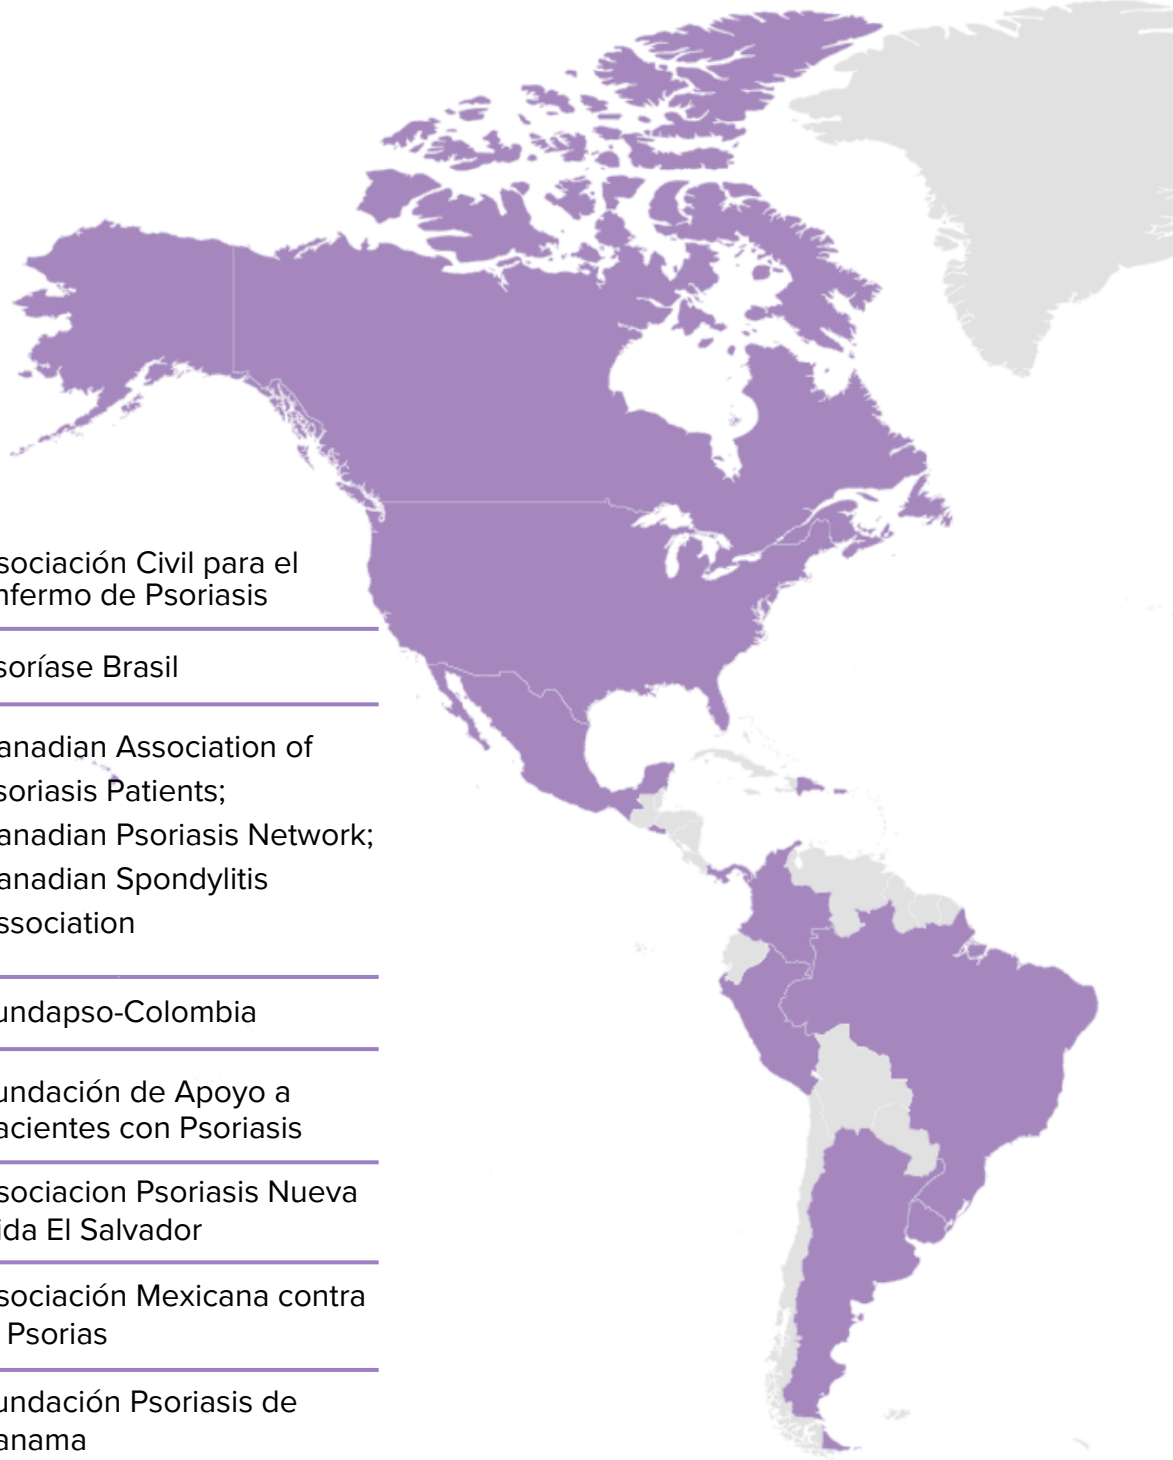 sociación Civil para el
nfermo de Psoriasis
soríase Brasil
anadian Association of
soriasis Patients;
anadian Psoriasis Network;
anadian Spondylitis
ssociation
undapso-Colombia
undación de Apoyo a
acientes con Psoriasis
sociacion Psoriasis Nueva
ida El Salvador
sociación Mexicana contra
Psorias
undación Psoriasis de
anama